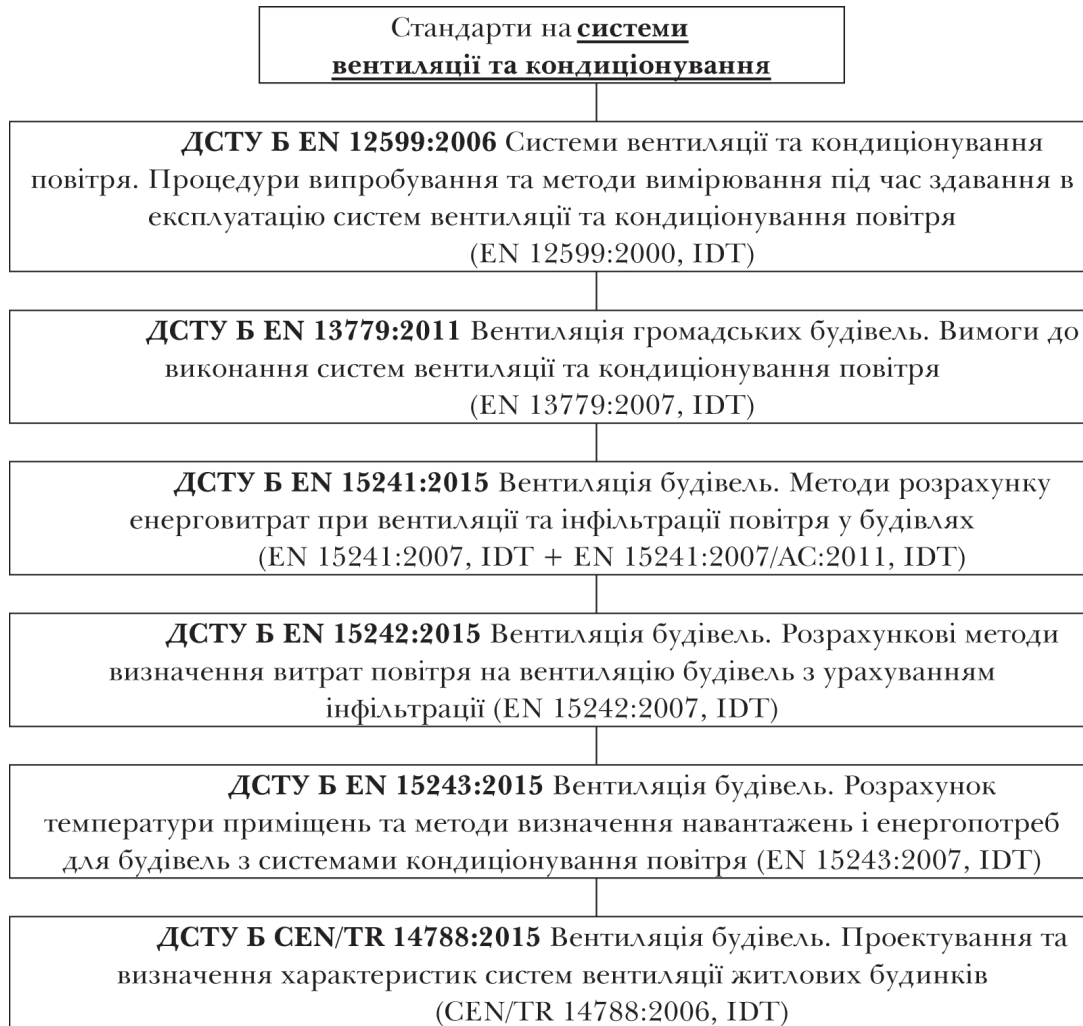 Стандарти на системи
вентиляції та кондиціонування
ДСТУ Б EN 12599:2006 Системи вентиляції та кондиціонування
повітря. Процедури випробування та методи вимірювання під час здавання в
експлуатацію систем вентиляції та кондиціонування повітря
(EN 12599:2000, IDT)
ДСТУ Б EN 13779:2011 Вентиляція громадських будівель. Вимоги до
виконання систем вентиляції та кондиціонування повітря
(EN 13779:2007, IDT)
ДСТУ Б EN 15241:2015 Вентиляція будівель. Методи розрахунку
енерговитрат при вентиляції та інфільтрації повітря у будівлях
(EN 15241:2007, IDT + EN 15241:2007/AC:2011, IDT)
ДСТУ Б EN 15242:2015 Вентиляція будівель. Розрахункові методи
визначення витрат повітря на вентиляцію будівель з урахуванням
інфільтрації (EN 15242:2007, IDT)
ДСТУ Б EN 15243:2015 Вентиляція будівель. Розрахунок
температури приміщень та методи визначення навантажень і енергопотреб
для будівель з системами кондиціонування повітря (EN 15243:2007, IDT)
ДСТУ Б CEN/TR 14788:2015 Вентиляція будівель. Проектування та
визначення характеристик систем вентиляції житлових будинків
(CEN/TR 14788:2006, IDT)